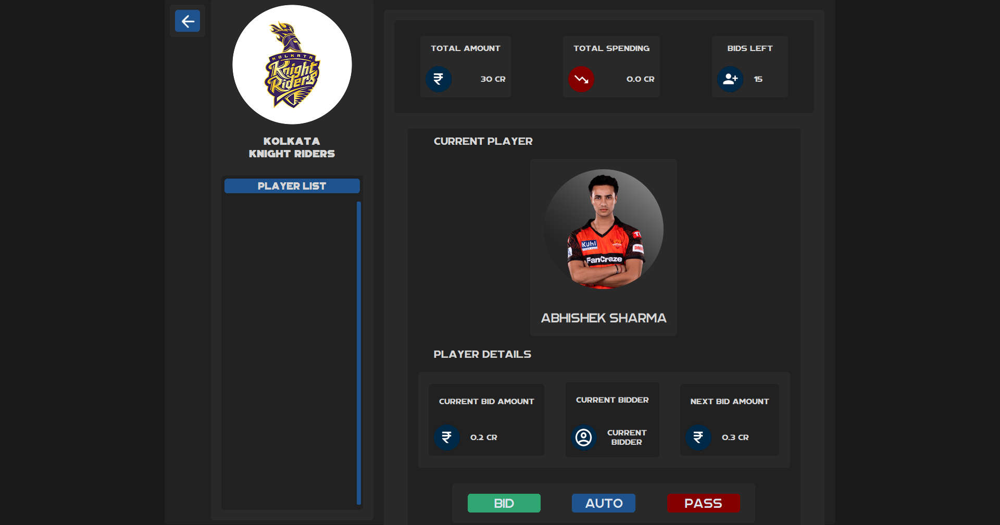 KOLKATA
Knight
Riders
KOLKATA
KNIGHT RIDERS
PLAYER LIST
TOTAL AMOUNT
30 CR
TOTAL SPENDING
0.0 CR
BIDS LEFT
15
CURRENT PLAYER
KÜHL
FanCraze
ABHISHEK SHARMA
PLAYER DETAILS
CURRENT BID AMOUNT
₹ 0.2 CR
CURRENT BIDDER
CURRENT
BIDDER
NEXT BID AMOUNT
₹ 0.3 CR
BID
AUTO
PASS